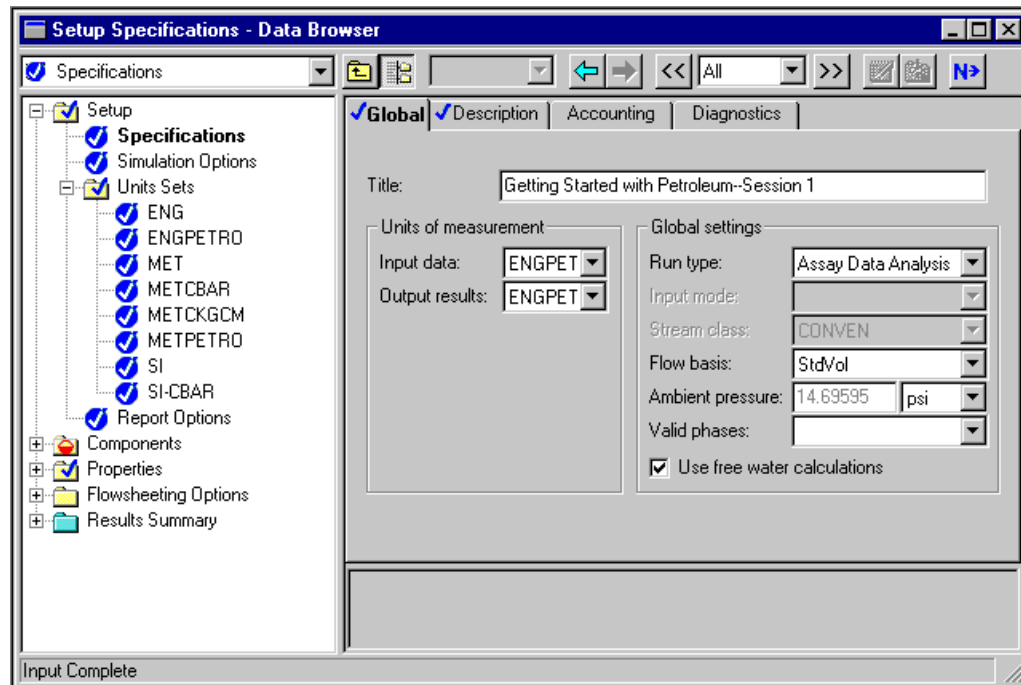 Setup Specifications - Data Browser
Specifications
All
<<
>>
N
Setup
Specifications
Simulation Options
Units Sets
ENG
ENGPETRO
MET
METCBAR
METCKGCM
METPETRO
SI
SI-CBAR
Report Options
Components
Properties
Flowsheeting Options
Results Summary
Global
Description
Accounting
Diagnostics
Title: Getting Started with Petroleum--Session 1
Units of measurement
Input data: ENGPET
Output results: ENGPET
Global settings
Run type: Assay Data Analysis
Input mode:
Stream class: CONVEN
Flow basis: StdVol
Ambient pressure: 14.69595 psi
Valid phases:
Use free water calculations
Input Complete